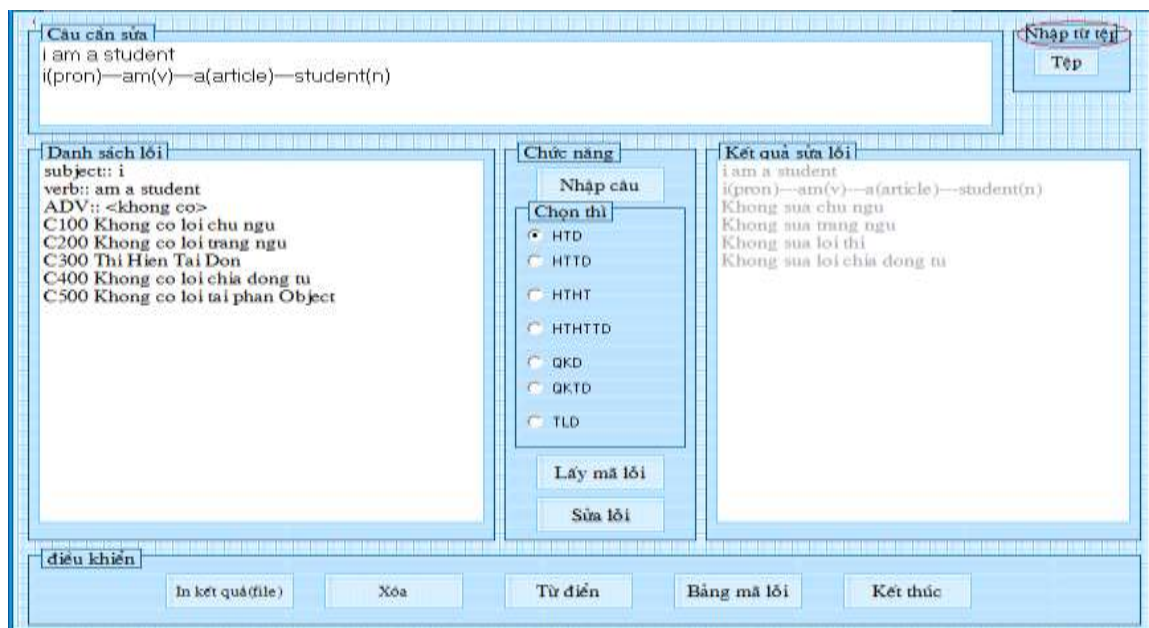 Câu cần sửa
i am a student
i(pron)—am(v)—a(article)—student(n)
Nhập từ tệp
Tệp
Danh sách lỗi
subject:: i
verb:: am a student
ADV:: <khong co>
C100 Khong co loi chu ngu
C200 Khong co loi trang ngu
C300 Thi Hien Tai Don
C400 Khong co loi chia dong tu
C500 Khong co loi tai phan Object
Chức năng
Nhập câu
Chọn thì
HTD
HTTD
HTHT
HTHTTD
QKD
QKTD
TLD
Lấy mã lỗi
Sửa lỗi
Kết quả sửa lỗi
i am a student
i(pron)—am(v)—a(article)—student(n)
Khong sua chu ngu
Khong sua trang ngu
Khong sua loi thi
Khong sua loi chia dong tu
điều khiển
In kết quả(file)
Xóa
Từ điển
Bảng mã lỗi
Kết thúc